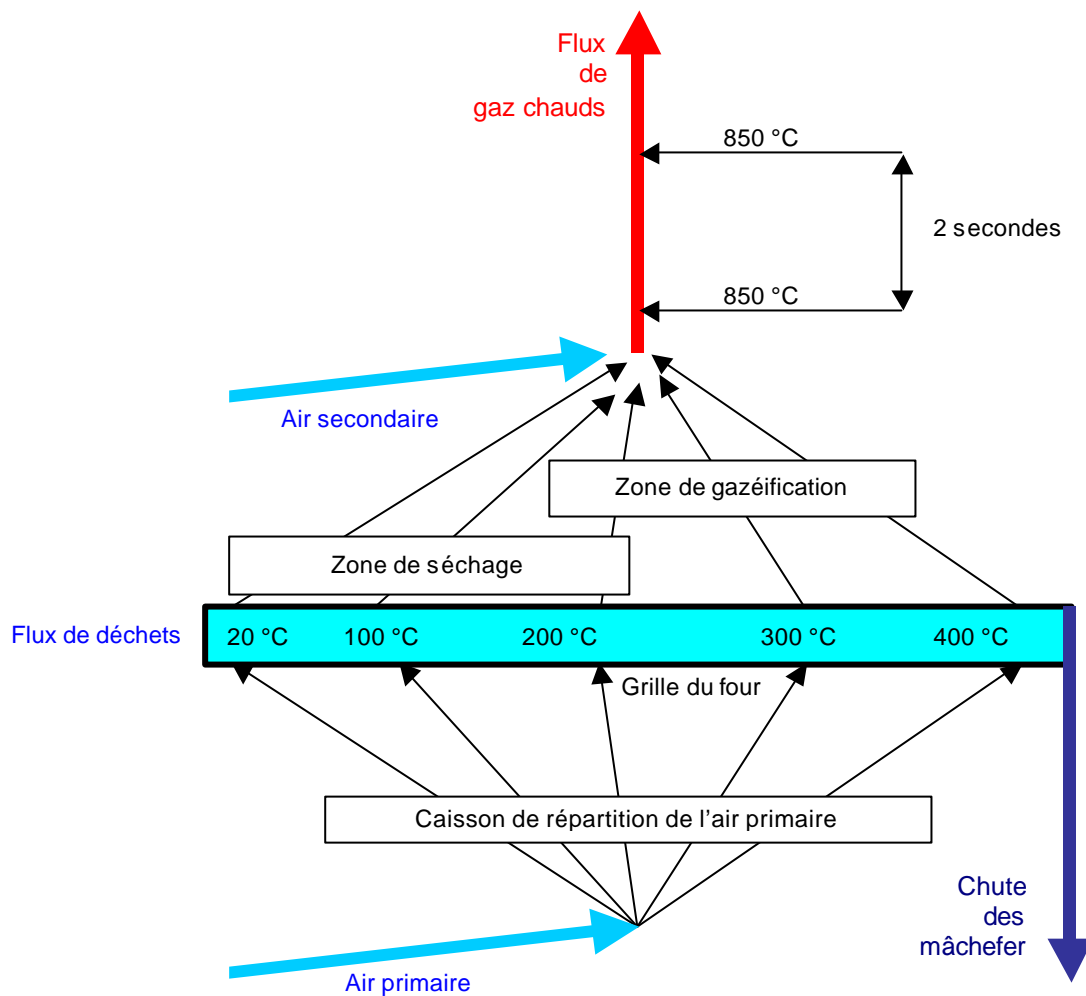 Flux
de
gaz chauds
850 °C
2 secondes
850 °C
Air secondaire
Zone de gazéification
Zone de séchage
Flux de déchets
20 °C
100 °C
200 °C
300 °C
400 °C
Grille du four
Caisson de répartition de l'air primaire
Chute
des
mâchefer
Air primaire